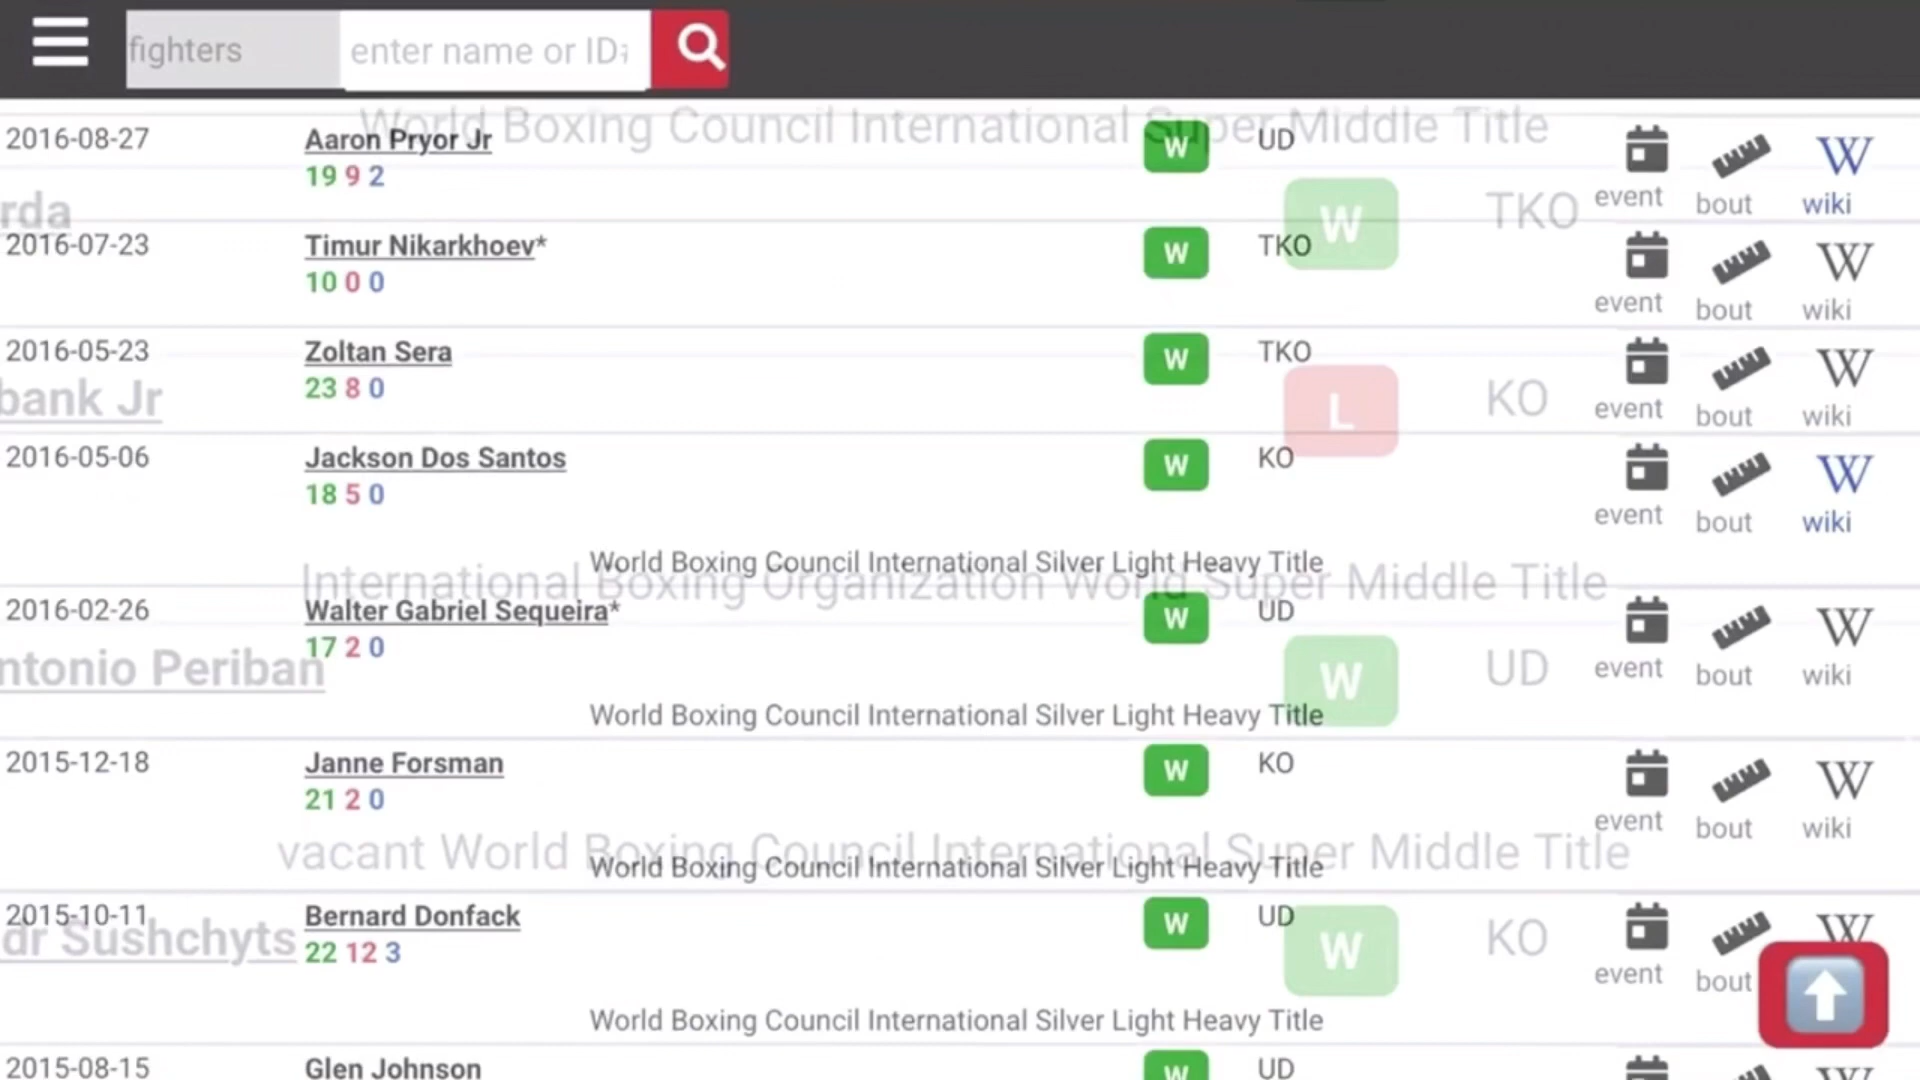 fighters enter name or ID#
World Boxing Council International Super Middle Title
2016-08-27 Aaron Pryor Jr W UD
19 9 2 event bout wiki
rda W TKO
2016-07-23 Timur Nikarkhoev* W TKO
10 0 0 event bout wiki
2016-05-23 Zoltan Sera W TKO
23 8 0 event bout wiki
bank Jr L KO
2016-05-06 Jackson Dos Santos W KO
18 5 0 event bout wiki
World Boxing Council International Silver Light Heavy Title
International Boxing Organization World Super Middle Title
2016-02-26 Walter Gabriel Sequeira* W UD
17 2 0 event bout wiki
ntonio Periban W UD
World Boxing Council International Silver Light Heavy Title
2015-12-18 Janne Forsman W KO
21 2 0 event bout wiki
vacant World Boxing Council International Super Middle Title
World Boxing Council International Silver Light Heavy Title
2015-10-11 Bernard Donfack W UD
dr Sushchyts W KO
22 12 3 event bout
World Boxing Council International Silver Light Heavy Title
2015-08-15 Glen Johnson W UD